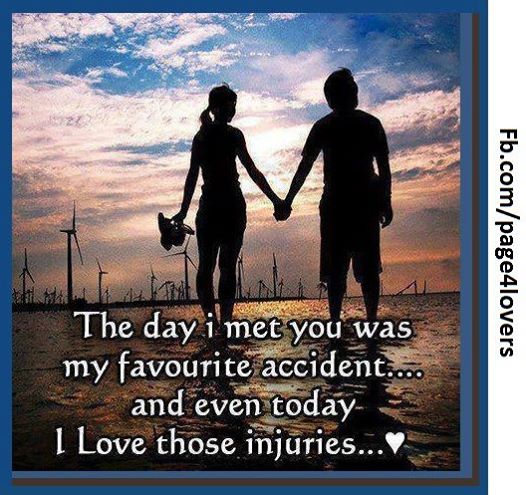 The day i met you was
my favourite accident....
and even today
I Love those injuries...♥
Fb.com/page4lovers